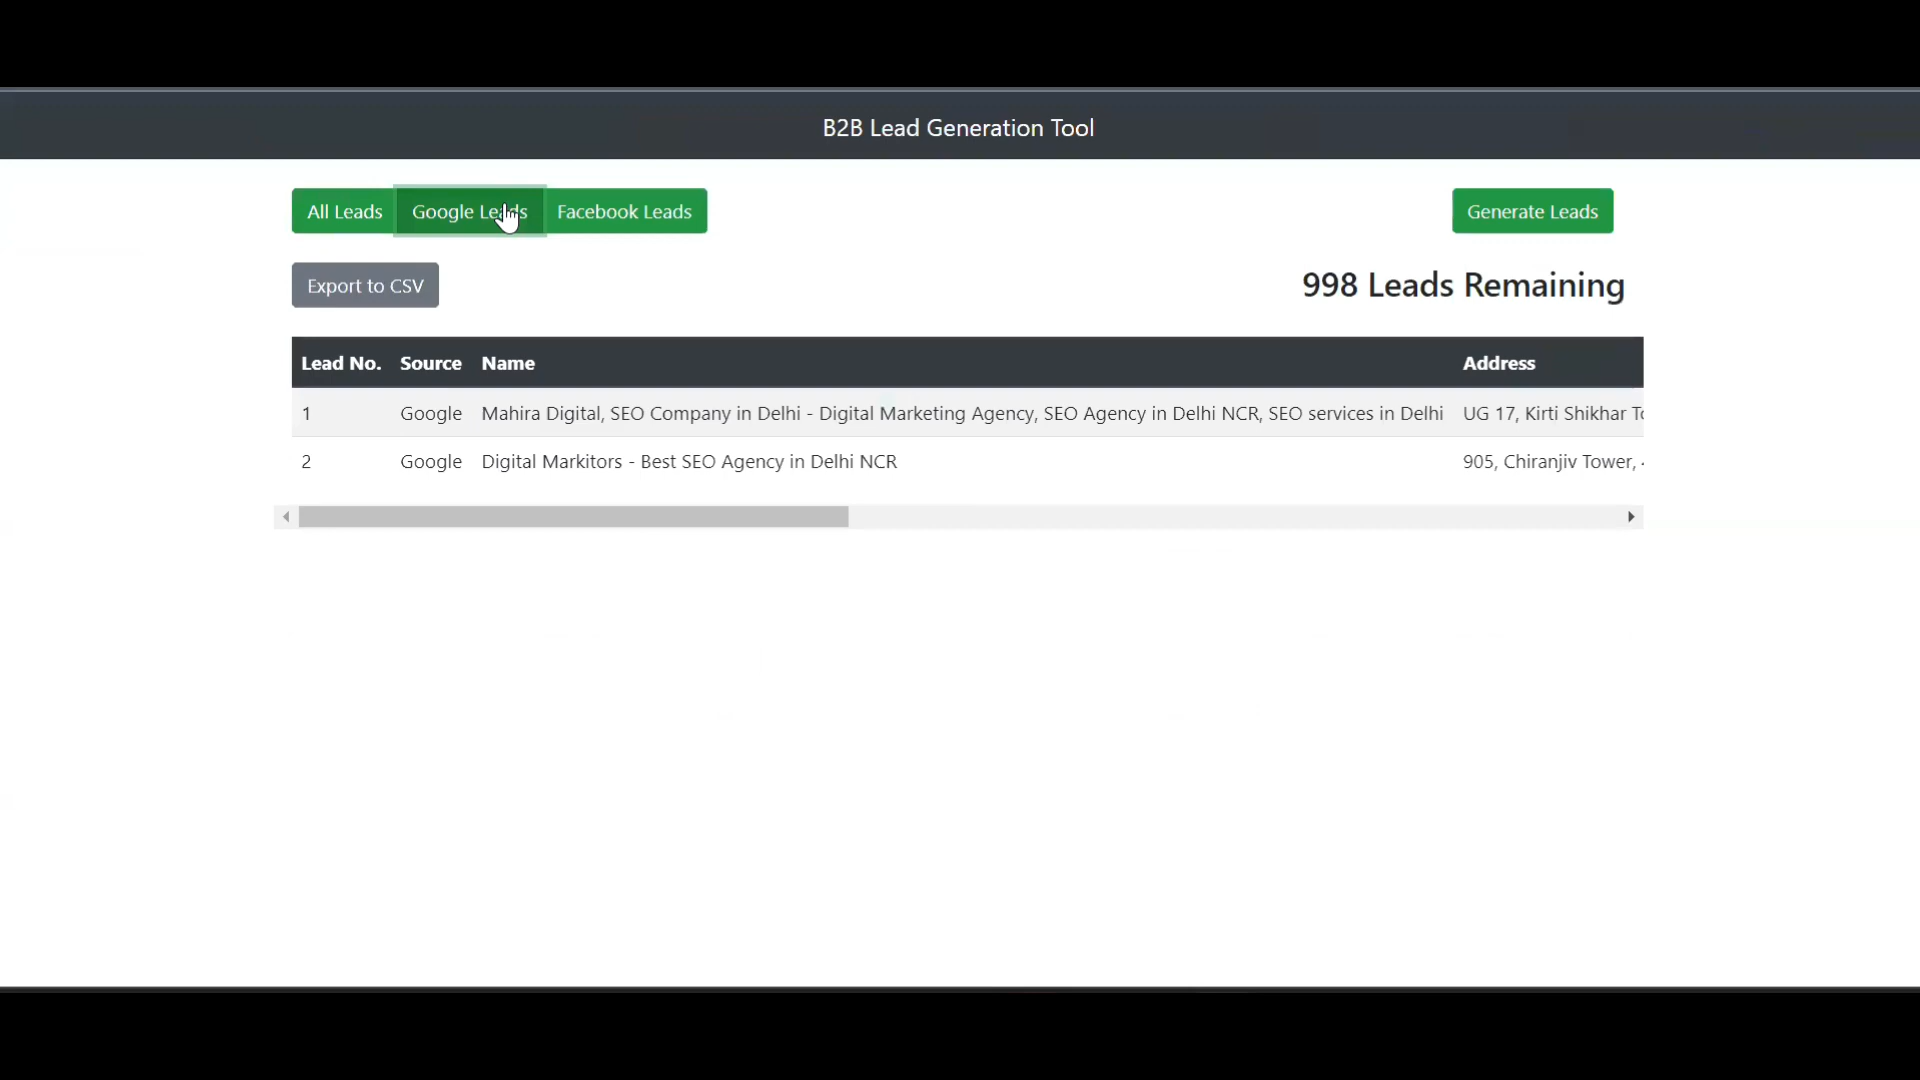 B2B Lead Generation Tool
All Leads Google Leads Facebook Leads Generate Leads
Export to CSV 998 Leads Remaining
Lead No. Source Name Address
1 Google Mahira Digital, SEO Company in Delhi - Digital Marketing Agency, SEO Agency in Delhi NCR, SEO services in Delhi UG 17, Kirti Shikhar
2 Google Digital Markitors - Best SEO Agency in Delhi NCR 905, Chiranjiv Tower,